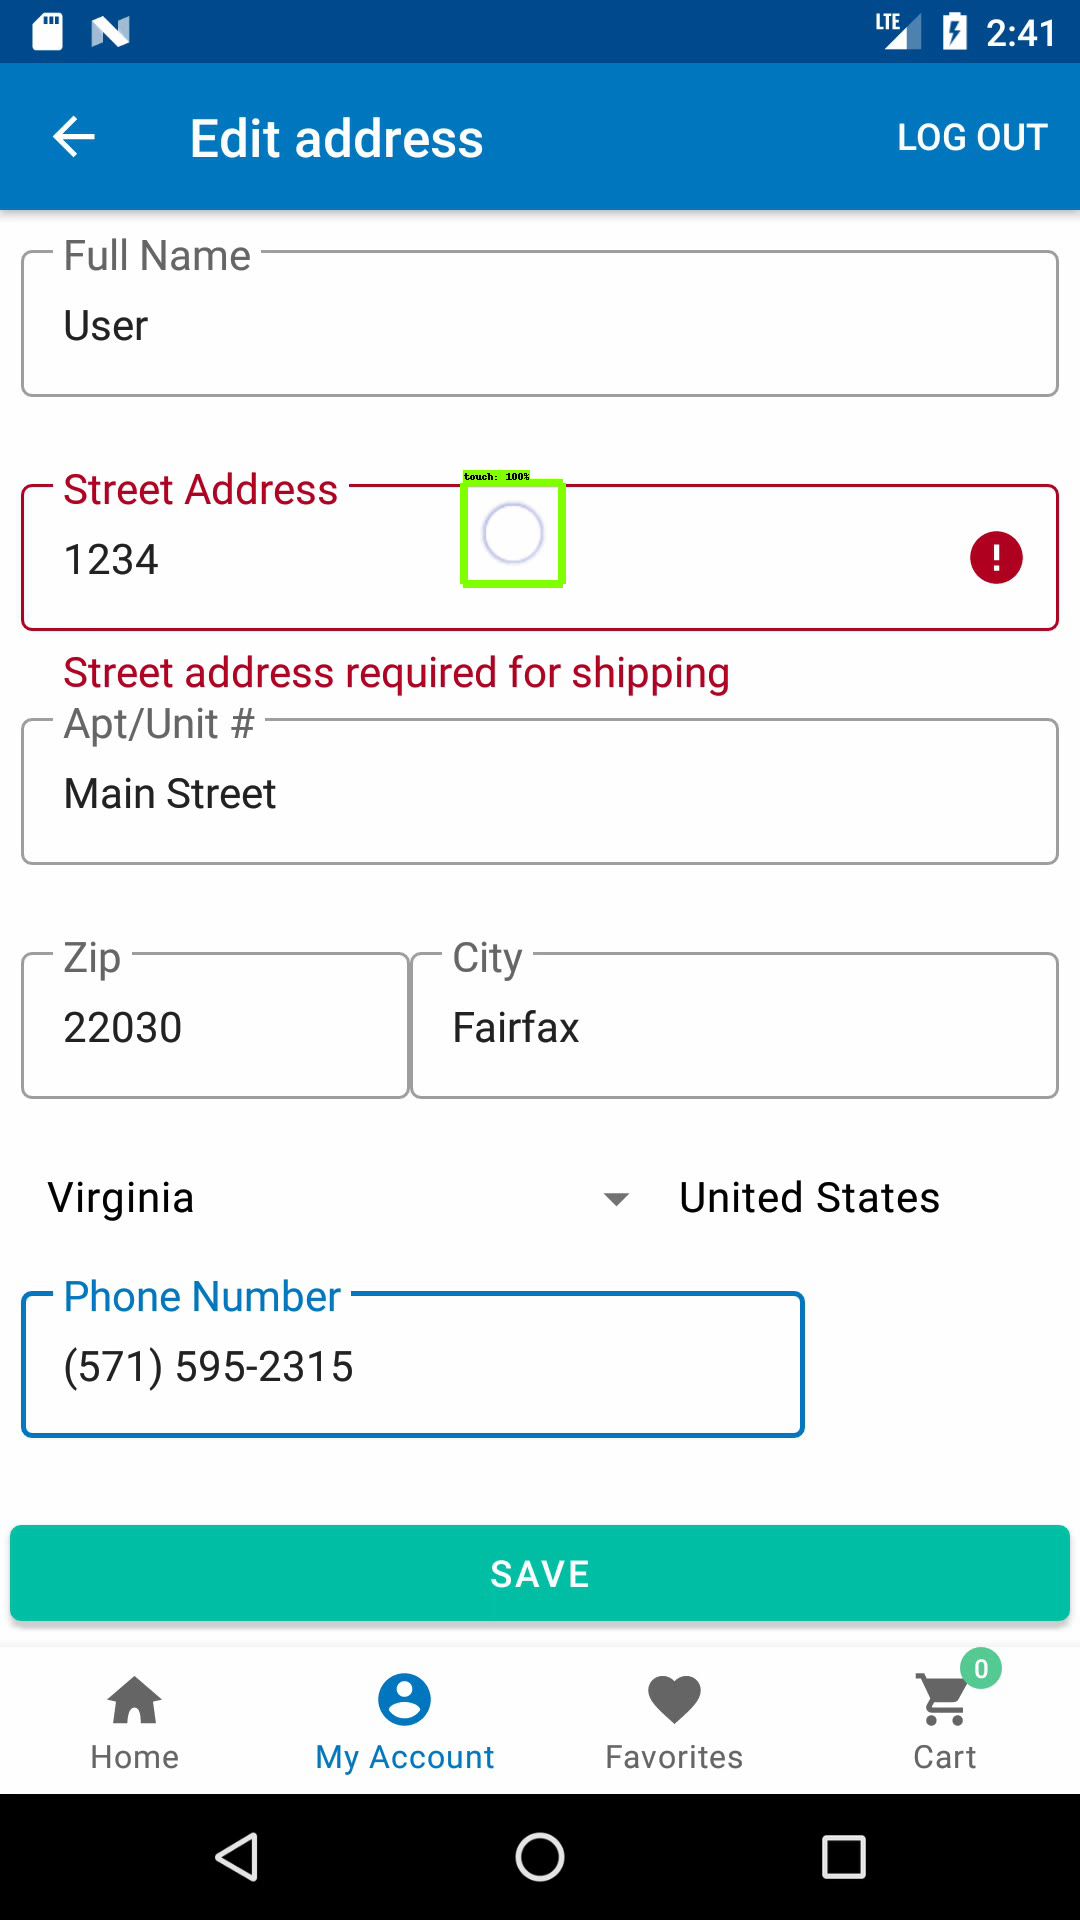 LTE 2:41
Edit address LOG OUT
Full Name
User
touch: 100%
Street Address
1234
Street address required for shipping
Apt/Unit #
Main Street
Zip City
22030 Fairfax
Virginia United States
Phone Number
(571) 595-2315
SAVE
0
Home My Account Favorites Cart